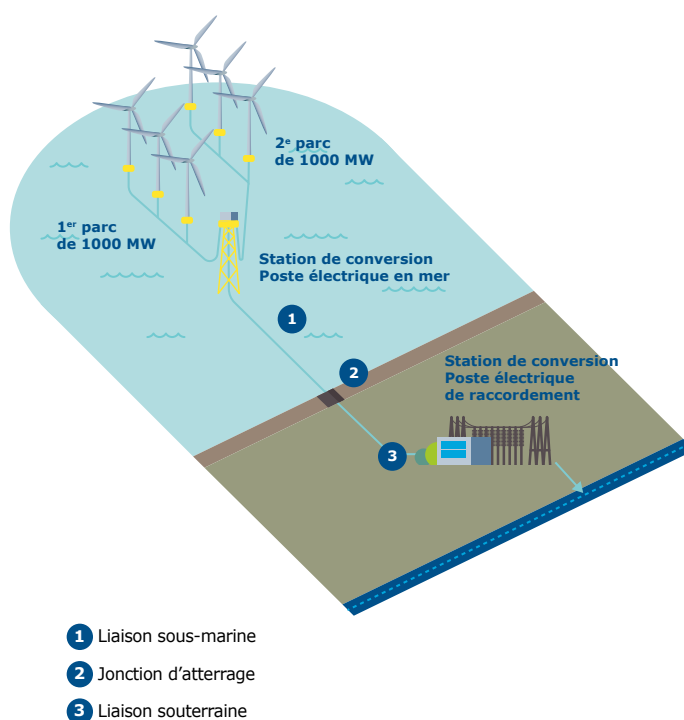 2e parc
de 1000 MW
1er parc
de 1000 MW
Station de conversion
Poste électrique en mer
1
2
Station de conversion
Poste électrique
de raccordement
3
1 Liaison sous-marine
2 Jonction d’atterrage
3 Liaison souterraine